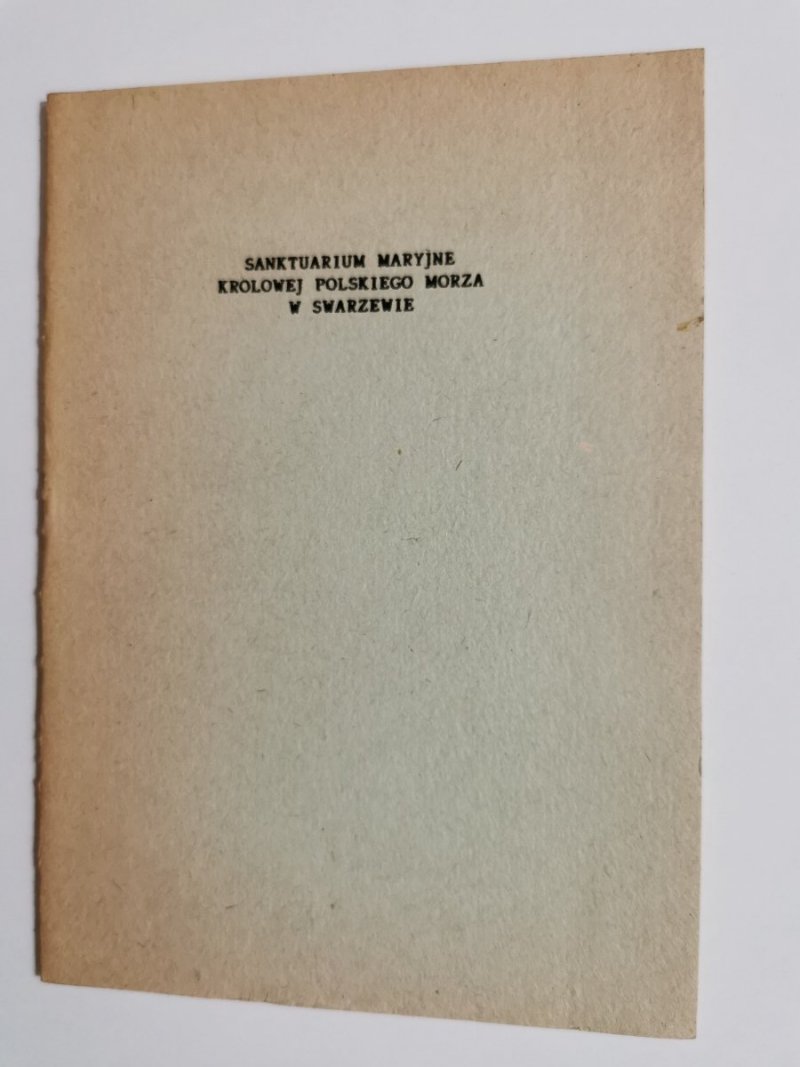 SANKTUARIUM MARYJNE
KROLOWEJ POLSKIEGO MORZA
W SWARZEWIE